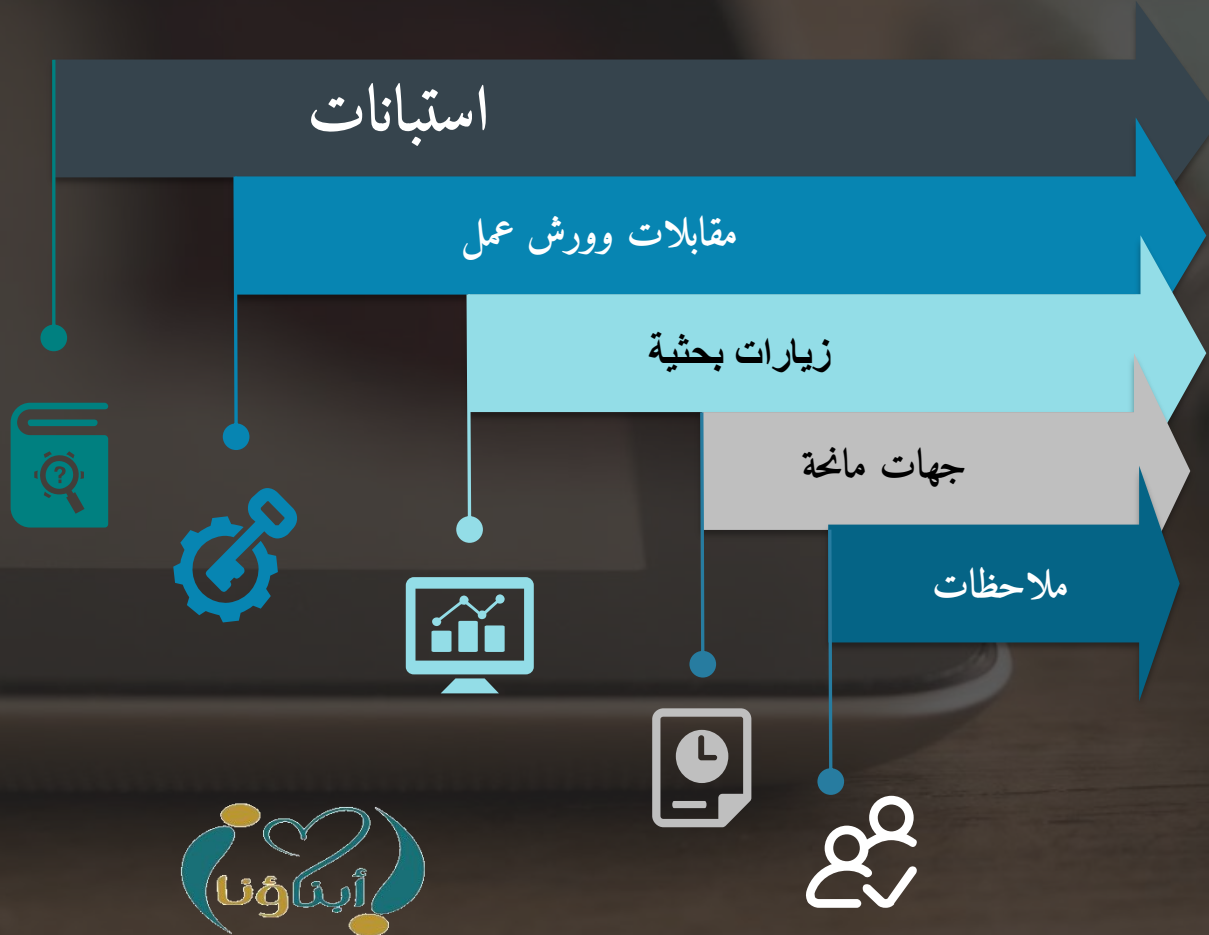 استبانات
مقابلات وورش عمل
زيارات بحثية
جهات مانحة
ملاحظات
?
أبناؤنا